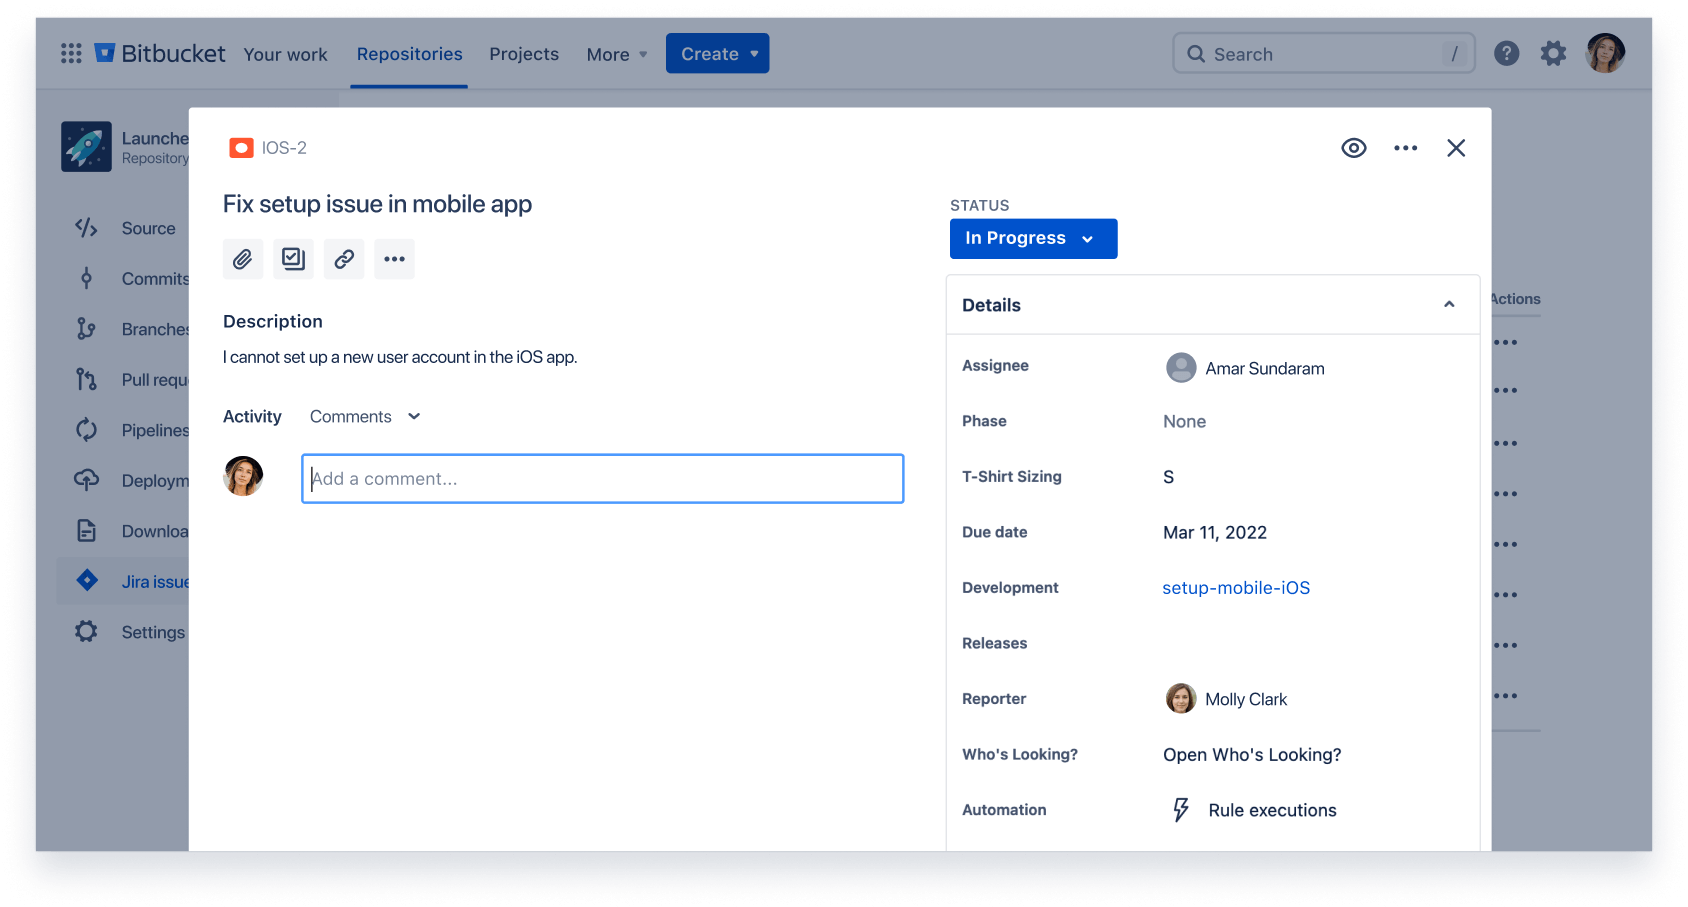 Bitbucket Your work Repositories Projects More Create Search /
Launche
Repository
Source
Commits
Branches
Pull requ
Pipelines
Deploym
Downloa
Jira issue
Settings
IOS-2
Fix setup issue in mobile app
Description
I cannot set up a new user account in the iOS app.
Activity Comments
Add a comment...
STATUS
In Progress
Details
Assignee Amar Sundaram
Phase None
T-Shirt Sizing S
Due date Mar 11, 2022
Development setup-mobile-iOS
Releases
Reporter Molly Clark
Who's Looking? Open Who's Looking?
Automation Rule executions
Actions